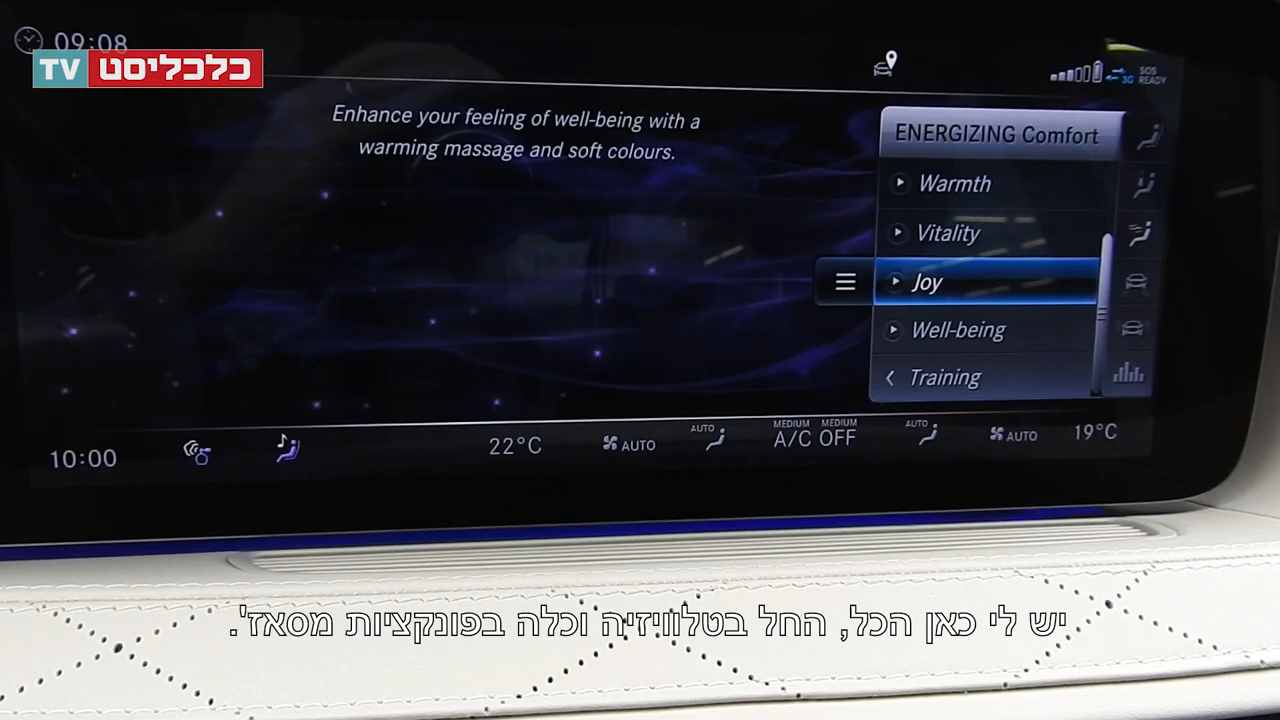 09:08
TV כלכליסט
3G
SOS
READY
Enhance your feeling of well-being with a
warming massage and soft colours.
ENERGIZING Comfort
Warmth
Vitality
Joy
Well-being
Training
10:00
22°C
AUTO
AUTO
MEDIUM MEDIUM
A/C OFF
AUTO
AUTO
19°C
יש לי כאן הכל, החל בטלוויזיה וכלה בפונקציות מסאז'.